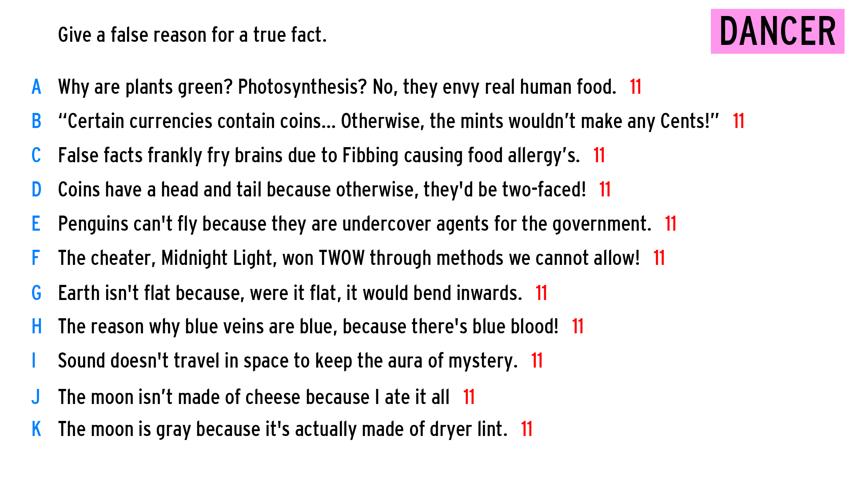 Give a false reason for a true fact.
DANCER
A Why are plants green? Photosynthesis? No, they envy real human food. 11
B “Certain currencies contain coins... Otherwise, the mints wouldn’t make any Cents!” 11
C False facts frankly fry brains due to Fibbing causing food allergy’s. 11
D Coins have a head and tail because otherwise, they'd be two-faced! 11
E Penguins can't fly because they are undercover agents for the government. 11
F The cheater, Midnight Light, won TWOW through methods we cannot allow! 11
G Earth isn't flat because, were it flat, it would bend inwards. 11
H The reason why blue veins are blue, because there's blue blood! 11
I Sound doesn't travel in space to keep the aura of mystery. 11
J The moon isn’t made of cheese because I ate it all 11
K The moon is gray because it's actually made of dryer lint. 11